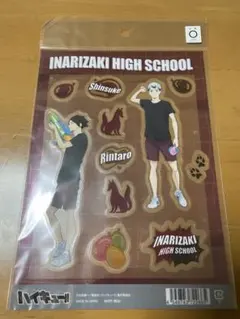 INARIZAKI HIGH SCHOOL
Shinsuke
Rintaro
INARIZAKI
HIGH SCHOOL
ハイキュー!!